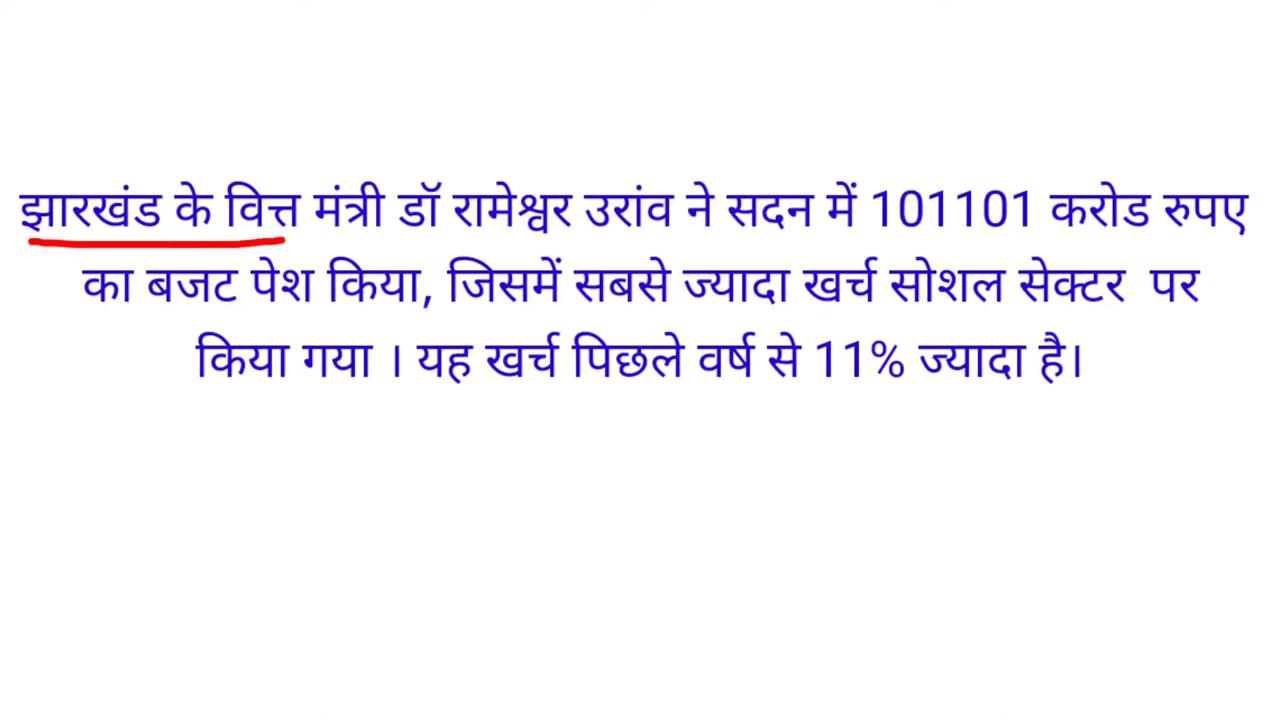 झारखंड के वित्त मंत्री डॉ रामेश्वर उरांव ने सदन में 101101 करोड रुपए
का बजट पेश किया, जिसमें सबसे ज्यादा खर्च सोशल सेक्टर पर
किया गया । यह खर्च पिछले वर्ष से 11% ज्यादा है।